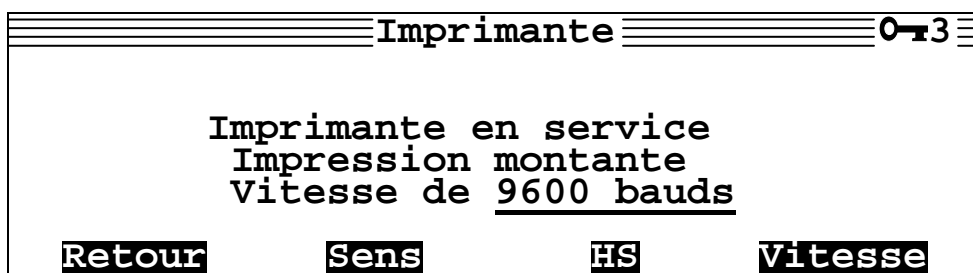 Imprimante 3
Imprimante en service
Impression montante
Vitesse de 9600 bauds
Retour Sens HS Vitesse